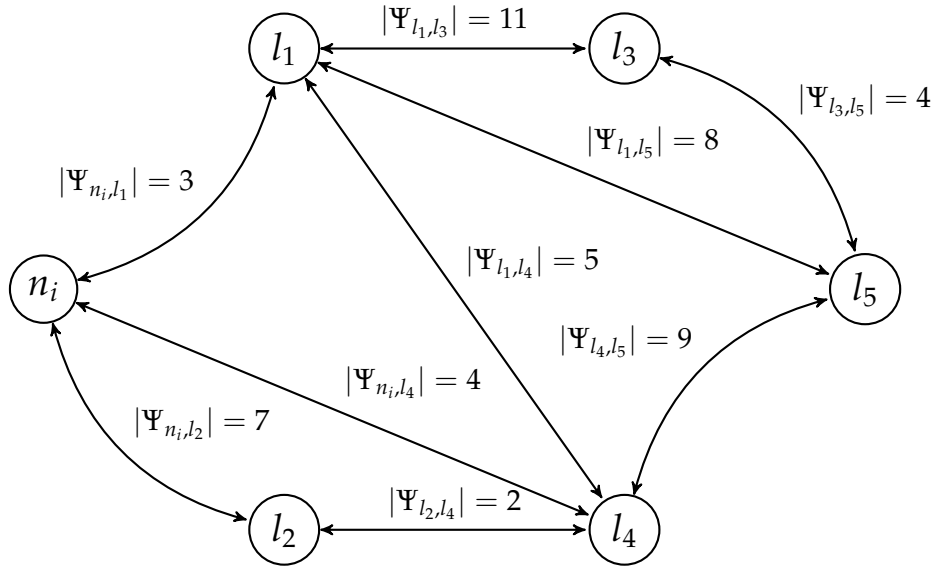 |Ψ_{l_1,l_3}| = 11
l_1
l_3
|Ψ_{l_3,l_5}| = 4
|Ψ_{l_1,l_5}| = 8
|Ψ_{n_i,l_1}| = 3
|Ψ_{l_1,l_4}| = 5
n_i
l_5
|Ψ_{l_4,l_5}| = 9
|Ψ_{n_i,l_4}| = 4
|Ψ_{n_i,l_2}| = 7
|Ψ_{l_2,l_4}| = 2
l_2
l_4